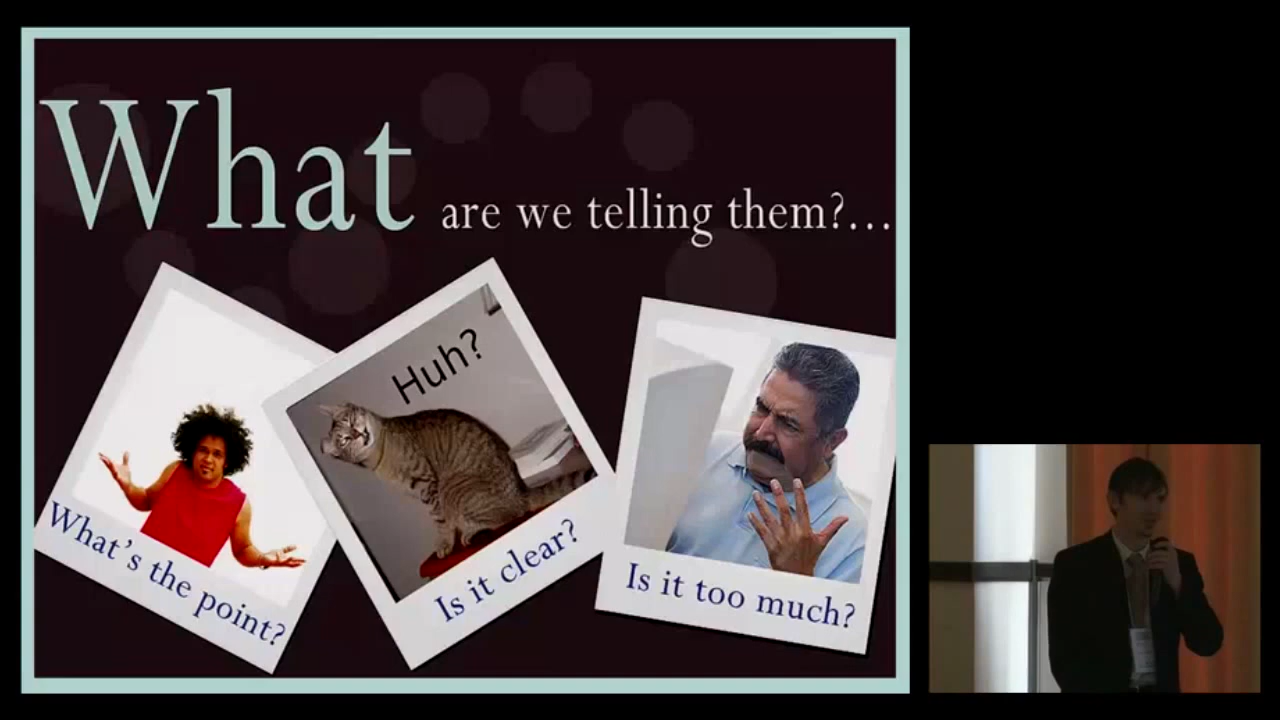 What are we telling them?...
Huh?
What's the point?
Is it clear?
Is it too much?